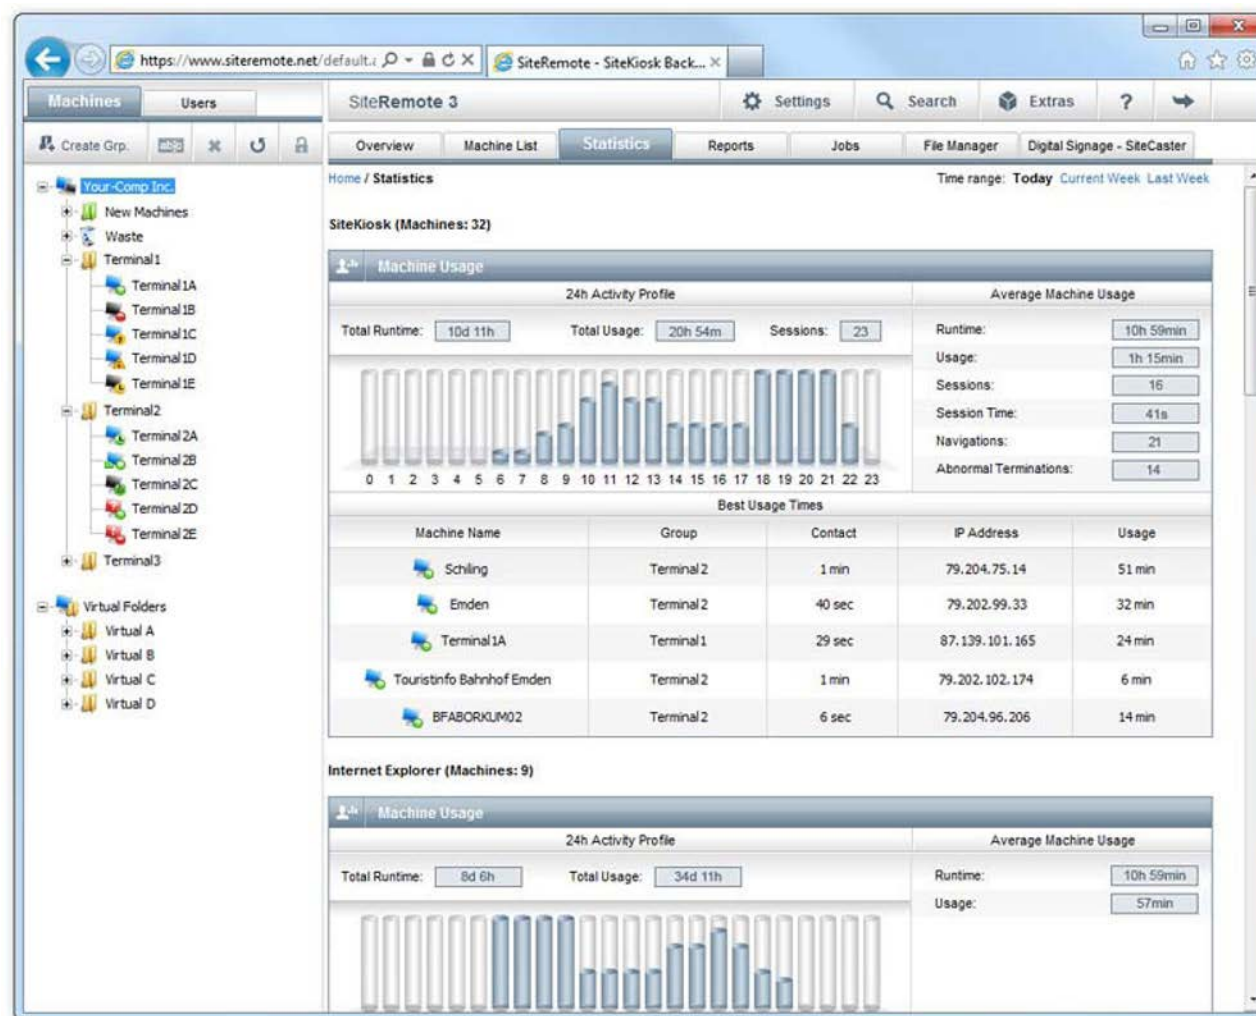 https://www.siteremote.net/default.a
SiteRemote - SiteKiosk Back...
Machines
Users
SiteRemote 3
Settings
Search
Extras
?
Create Grp.
Overview
Machine List
Statistics
Reports
Jobs
File Manager
Digital Signage - SiteCaster
Your-Comp Inc.
New Machines
Waste
Terminal1
Terminal1A
Terminal1B
Terminal1C
Terminal1D
Terminal1E
Terminal2
Terminal2A
Terminal2B
Terminal2C
Terminal2D
Terminal2E
Terminal3
Virtual Folders
Virtual A
Virtual B
Virtual C
Virtual D
Home / Statistics
Time range: Today Current Week Last Week
SiteKiosk (Machines: 32)
Machine Usage
24h Activity Profile
Average Machine Usage
Total Runtime: 10d 11h Total Usage: 20h 54m Sessions: 23
Runtime: 10h 59min
Usage: 1h 15min
Sessions: 16
Session Time: 41s
Navigations: 21
Abnormal Terminations: 14
0 1 2 3 4 5 6 7 8 9 10 11 12 13 14 15 16 17 18 19 20 21 22 23
Best Usage Times
Machine Name Group Contact IP Address Usage
Schiling Terminal2 1 min 79.204.75.14 51 min
Emden Terminal2 40 sec 79.202.99.33 32 min
Terminal1A Terminal1 29 sec 87.139.101.165 24 min
Touristinfo Bahnhof Emden Terminal2 1 min 79.202.102.174 6 min
BFABORKUM02 Terminal2 6 sec 79.204.96.206 14 min
Internet Explorer (Machines: 9)
Machine Usage
24h Activity Profile
Average Machine Usage
Total Runtime: 8d 6h Total Usage: 34d 11h
Runtime: 10h 59min
Usage: 57min